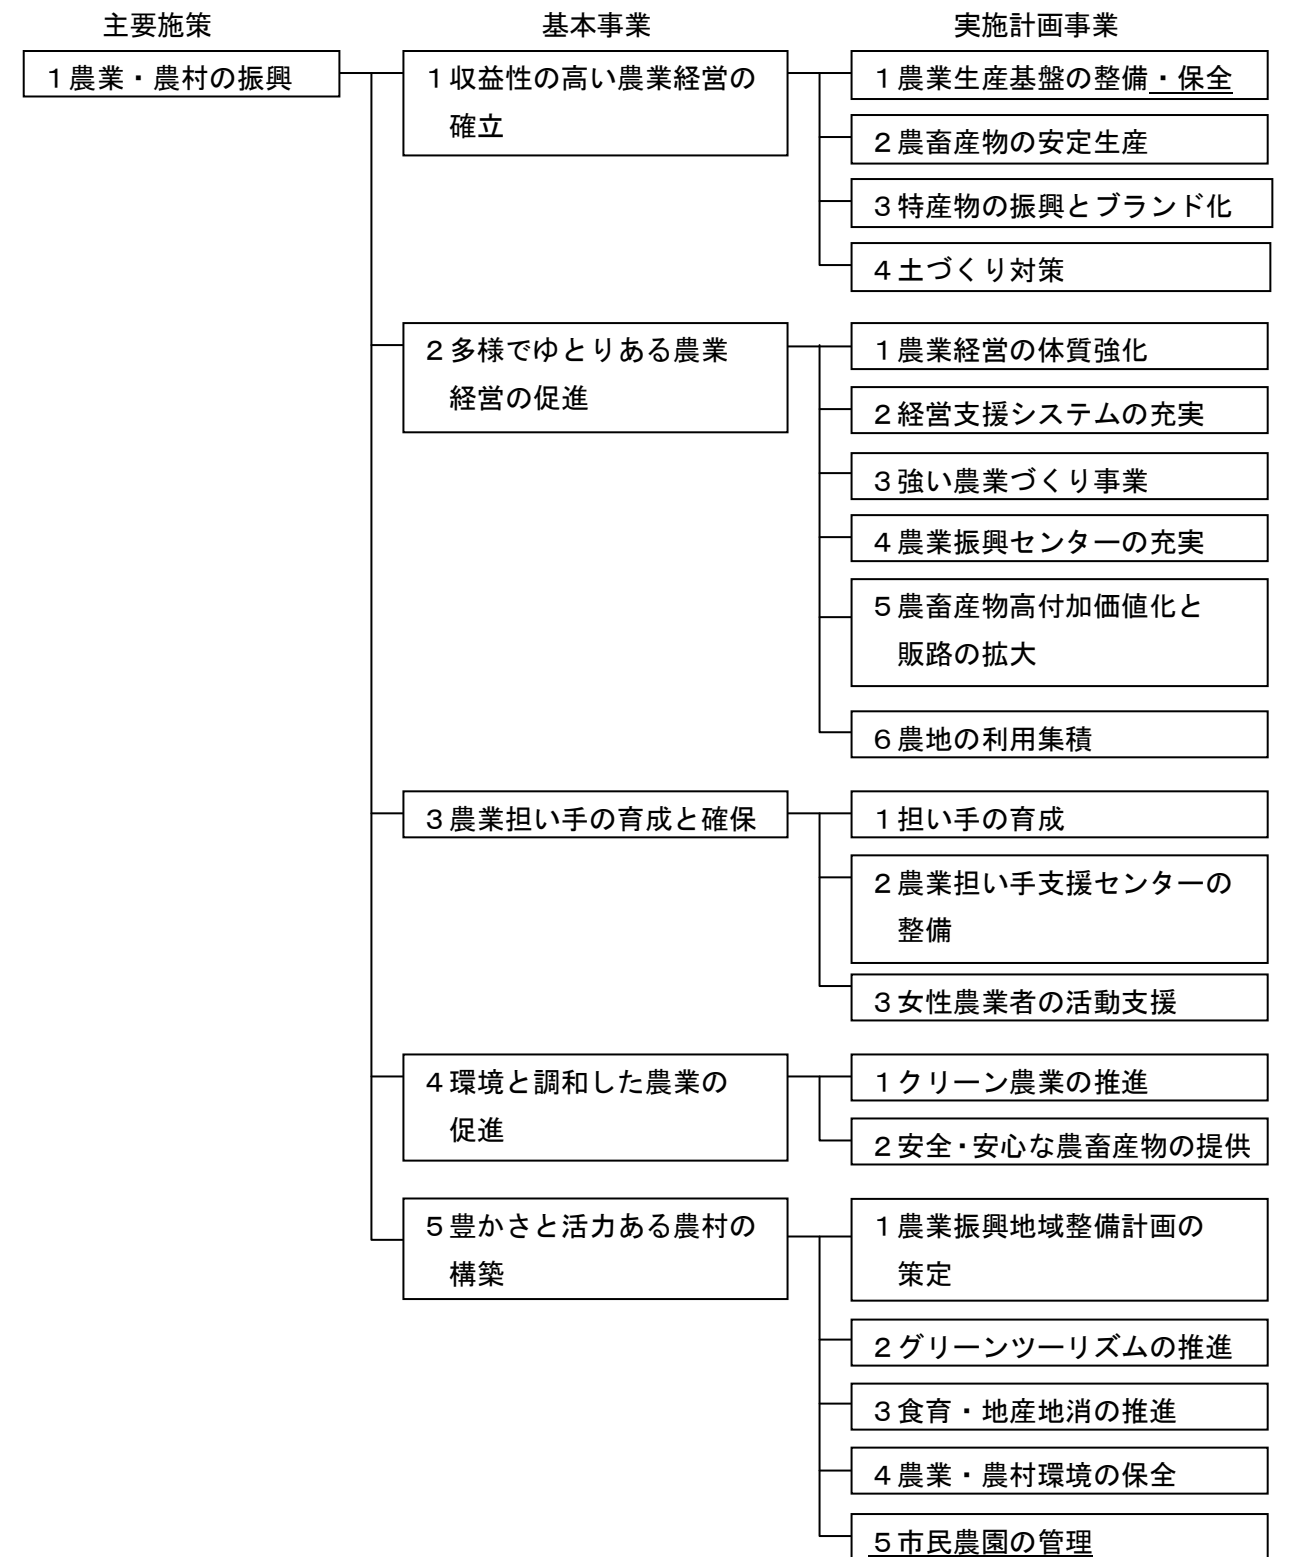 主要施策
基本事業
実施計画事業
1農業・農村の振興
1収益性の高い農業経営の
確立
1農業生産基盤の整備・保全
2農畜産物の安定生産
3特産物の振興とブランド化
4土づくり対策
2多様でゆとりある農業
経営の促進
1農業経営の体質強化
2経営支援システムの充実
3強い農業づくり事業
4農業振興センターの充実
5農畜産物高付加価値化と
販路の拡大
6農地の利用集積
3農業担い手の育成と確保
1担い手の育成
2農業担い手支援センターの
整備
3女性農業者の活動支援
4環境と調和した農業の
促進
1クリーン農業の推進
2安全・安心な農畜産物の提供
5豊かさと活力ある農村の
構築
1農業振興地域整備計画の
策定
2グリーンツーリズムの推進
3食育・地産地消の推進
4農業・農村環境の保全
5市民農園の管理